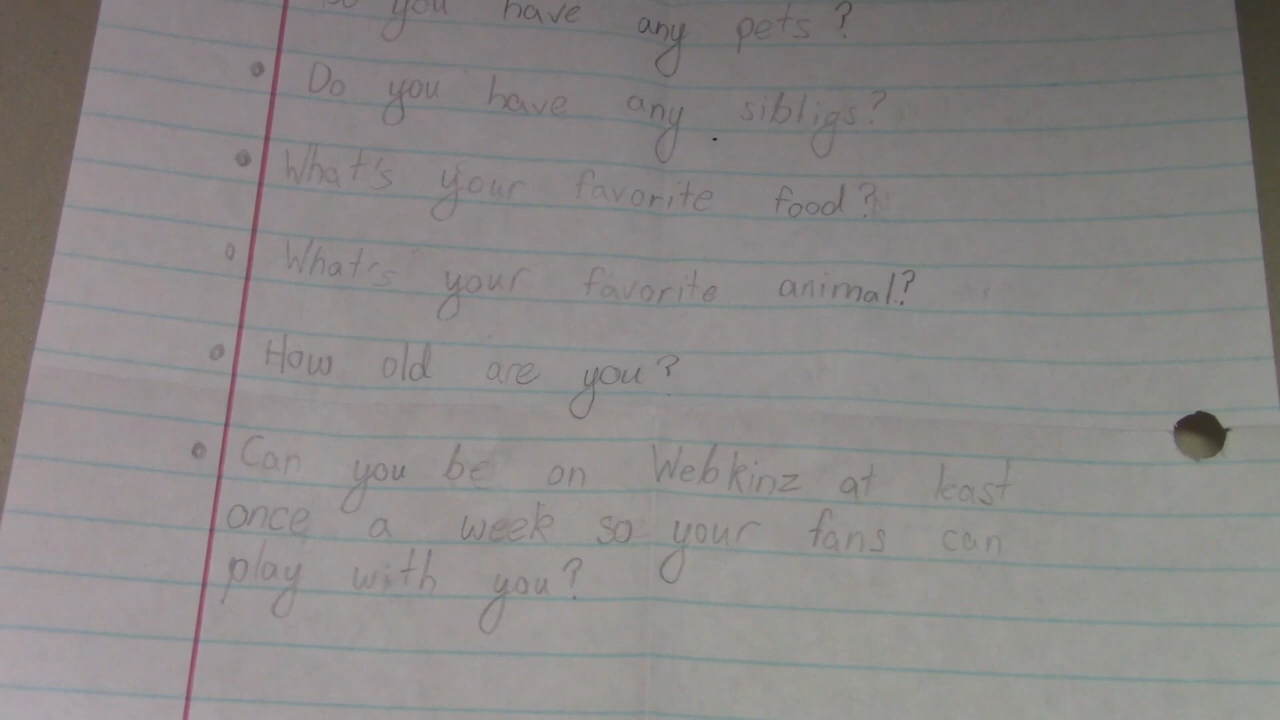 Do you have any pets?
• Do you have any sibligs?
• What's your favorite food?
• What's your favorite animal?
• How old are you?
• Can you be on Webkinz at least
once a week so your fans can
play with you?